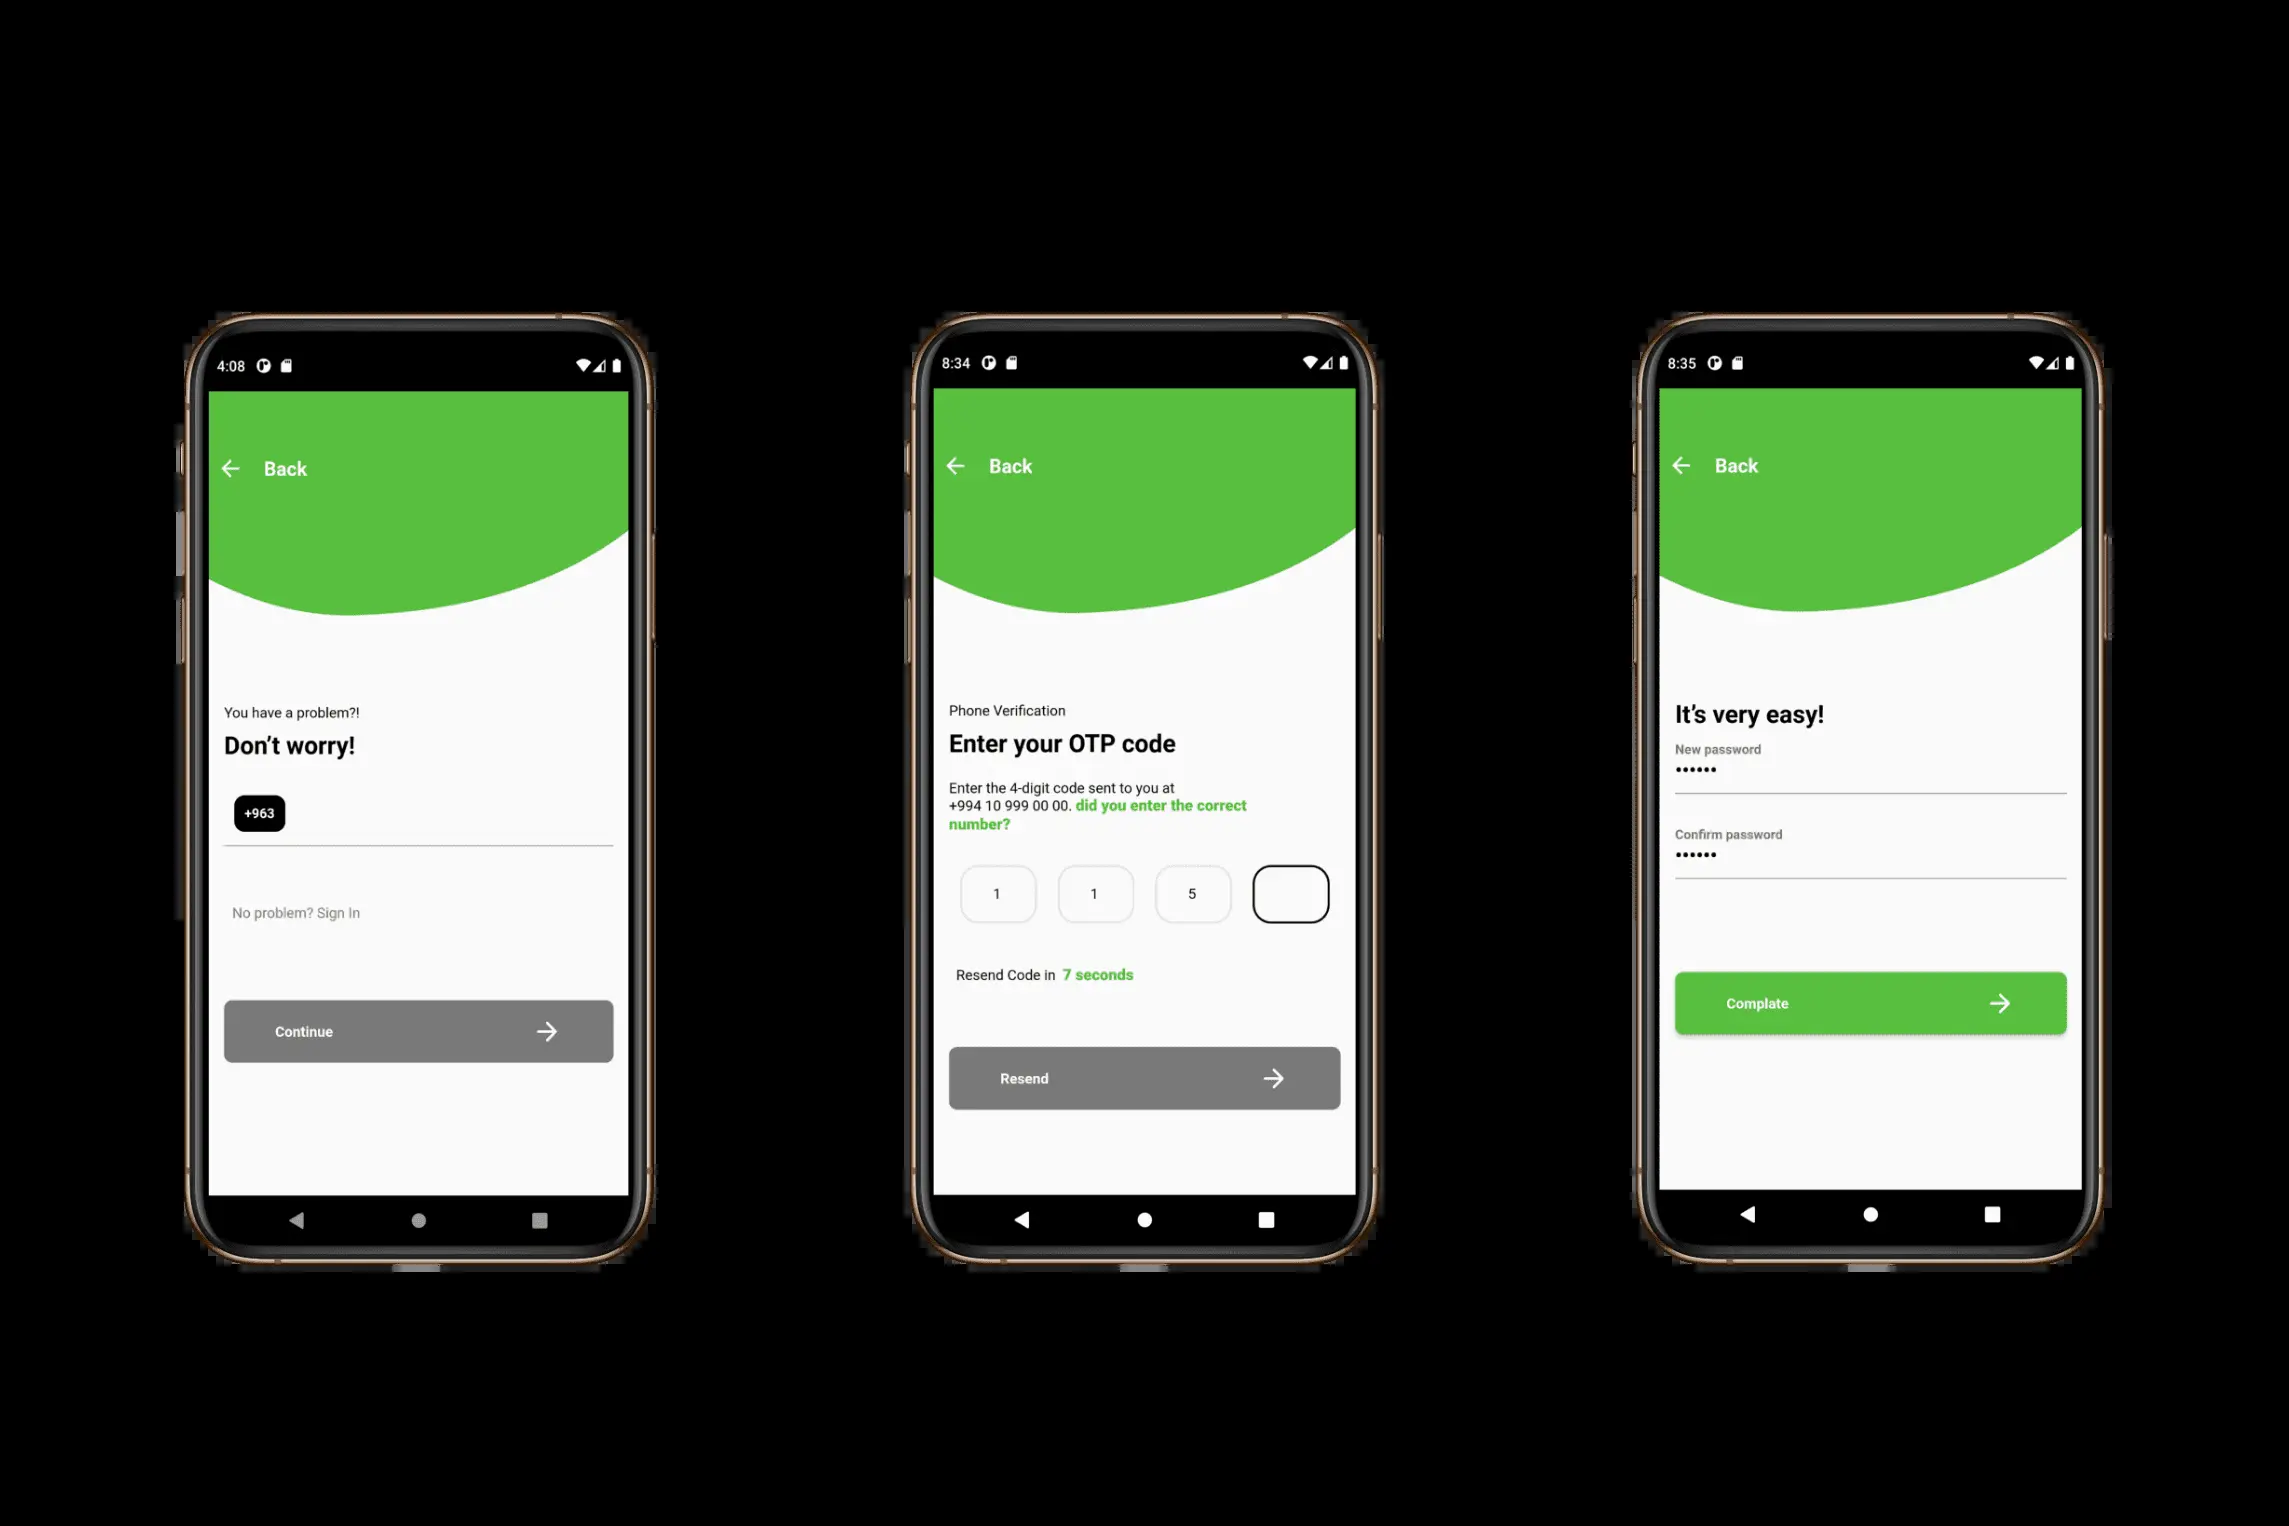 4:08
Back
You have a problem?!
Don't worry!
+963
No problem? Sign In
Continue
8:34
Back
Phone Verification
Enter your OTP code
Enter the 4-digit code sent to you at
+994 10 999 00 00. did you enter the correct
number?
1 1 5
Resend Code in 7 seconds
Resend
8:35
Back
It's very easy!
New password
••••••
Confirm password
••••••
Complate